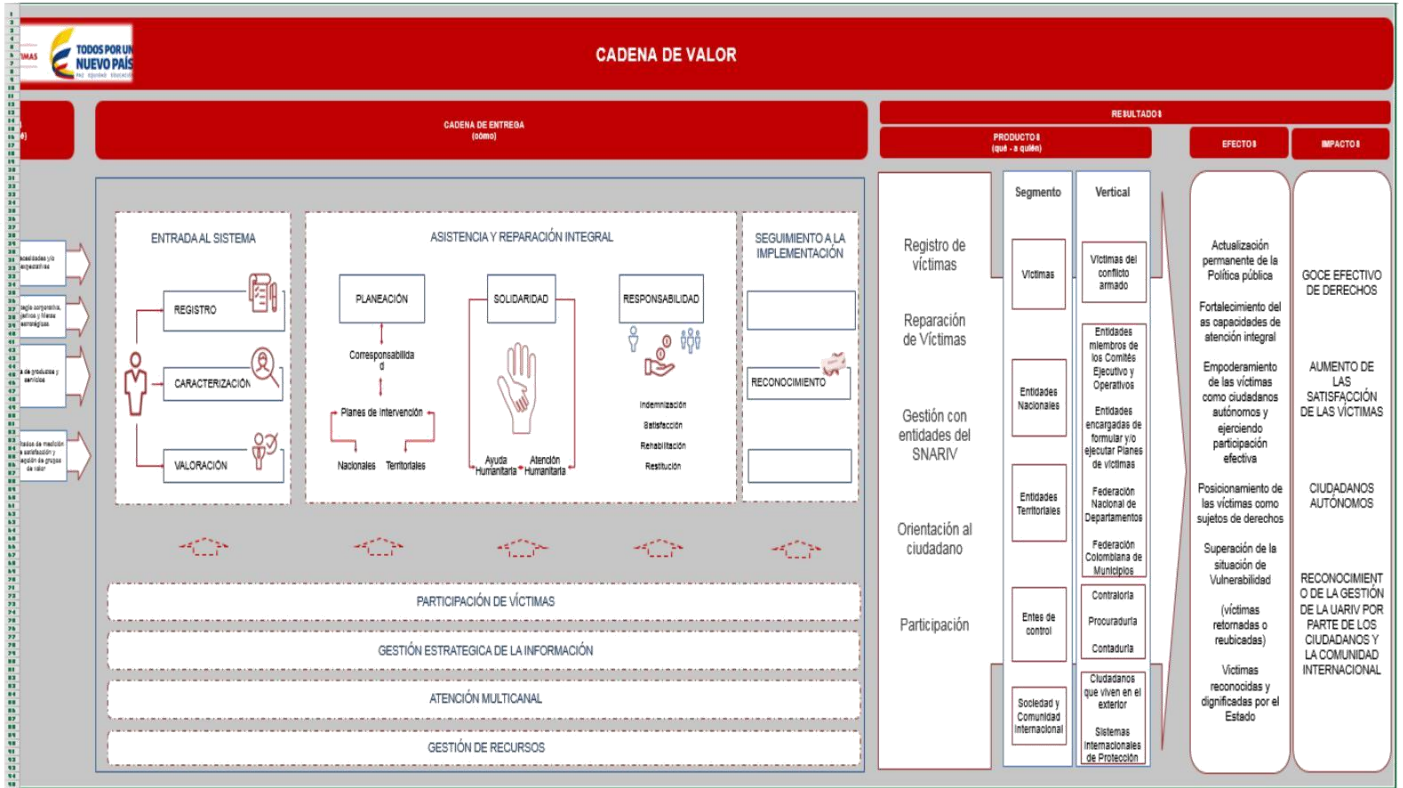 TODOS POR UN
NUEVO PAÍS
PAZ EQUIDAD EDUCACIÓN
CADENA DE VALOR
CADENA DE ENTREGA
(cómo)
RESULTADOS
PRODUCTOS
(qué - a quién)
EFECTOS
IMPACTOS
ENTRADA AL SISTEMA
REGISTRO
CARACTERIZACIÓN
VALORACIÓN
ASISTENCIA Y REPARACIÓN INTEGRAL
PLANEACIÓN
Corresponsabilida
d
Planes de Intervención
Nacionales
Territoriales
SOLIDARIDAD
Ayuda
Humanitaria
Atención
Humanitaria
RESPONSABILIDAD
Indemnización
Satisfacción
Rehabilitación
Restitución
SEGUIMIENTO A LA
IMPLEMENTACIÓN
RECONOCIMIENTO
PARTICIPACIÓN DE VÍCTIMAS
GESTIÓN ESTRATEGICA DE LA INFORMACIÓN
ATENCIÓN MULTICANAL
GESTIÓN DE RECURSOS
Registro de
víctimas
Reparación
de Víctimas
Gestión con
entidades del
SNARIV
Orientación al
ciudadano
Participación
Segmento
Víctimas
Entidades
Nacionales
Entidades
Territoriales
Entes de
control
Sociedad y
Comunidad
Internacional
Vertical
Víctimas del
conflicto
armado
Entidades
miembros de
los Comités
Ejecutivo y
Operativos
Entidades
encargadas de
formular y/o
ejecutar Planes
de víctimas
Federación
Nacional de
Departamentos
Federación
Colombiana de
Municipios
Contraloría
Procuraduría
Contaduría
Ciudadanos
que viven en el
exterior
Sistemas
Internacionales
de Protección
Actualización
permanente de la
Política pública
Fortalecimiento del
as capacidades de
atención integral
Empoderamiento
de las víctimas
como ciudadanos
autónomos y
ejerciendo
participación
efectiva
Posicionamiento de
las víctimas como
sujetos de derechos
Superación de la
situación de
Vulnerabilidad
(víctimas
retornadas o
reubicadas)
Victimas
reconocidas y
dignificadas por el
Estado
GOCE EFECTIVO
DE DERECHOS
AUMENTO DE
LAS
SATISFACCIÓN
DE LAS VÍCTIMAS
CIUDADANOS
AUTÓNOMOS
RECONOCIMIENT
O DE LA GESTIÓN
DE LA UARIV POR
PARTE DE LOS
CIUDADANOS Y
LA COMUNIDAD
INTERNACIONAL